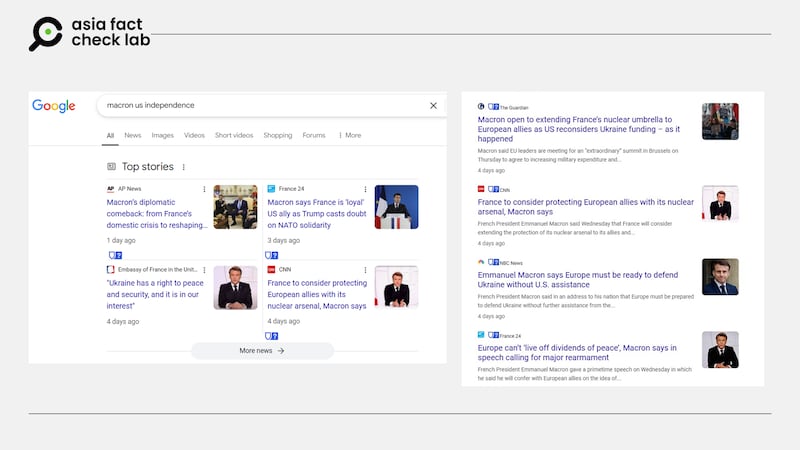 asia fact
check lab
Google
macron us independence
All News Images Videos Short videos Shopping Forums More
Top stories
AP News
Macron's diplomatic
comeback: from France's
domestic crisis to reshaping...
1 day ago
France 24
Macron says France is 'loyal'
US ally as Trump casts doubt
on NATO solidarity
3 days ago
Embassy of France in the Unit...
"Ukraine has a right to peace
and security, and it is in our
interest"
4 days ago
CNN
France to consider protecting
European allies with its
nuclear arsenal, Macron says
4 days ago
More news
The Guardian
Macron open to extending France's nuclear umbrella to
European allies as US reconsiders Ukraine funding – as it
happened
Macron said EU leaders are meeting for an "extraordinary" summit in Brussels on
Thursday to agree to increasing military expenditure and...
4 days ago
CNN
France to consider protecting European allies with its nuclear
arsenal, Macron says
French President Emmanuel Macron said Wednesday that France will consider
extending the protection of its nuclear arsenal to its allies and...
4 days ago
NBC News
Emmanuel Macron says Europe must be ready to defend
Ukraine without U.S. assistance
French President Macron said in an address to his nation that Europe must be prepared
to defend Ukraine without further assistance from the...
4 days ago
France 24
Europe can't 'live off dividends of peace', Macron says in
speech calling for major rearmament
French President Emmanuel Macron gave a primetime speech on Wednesday in which
he said he will confer with European allies on the idea of...